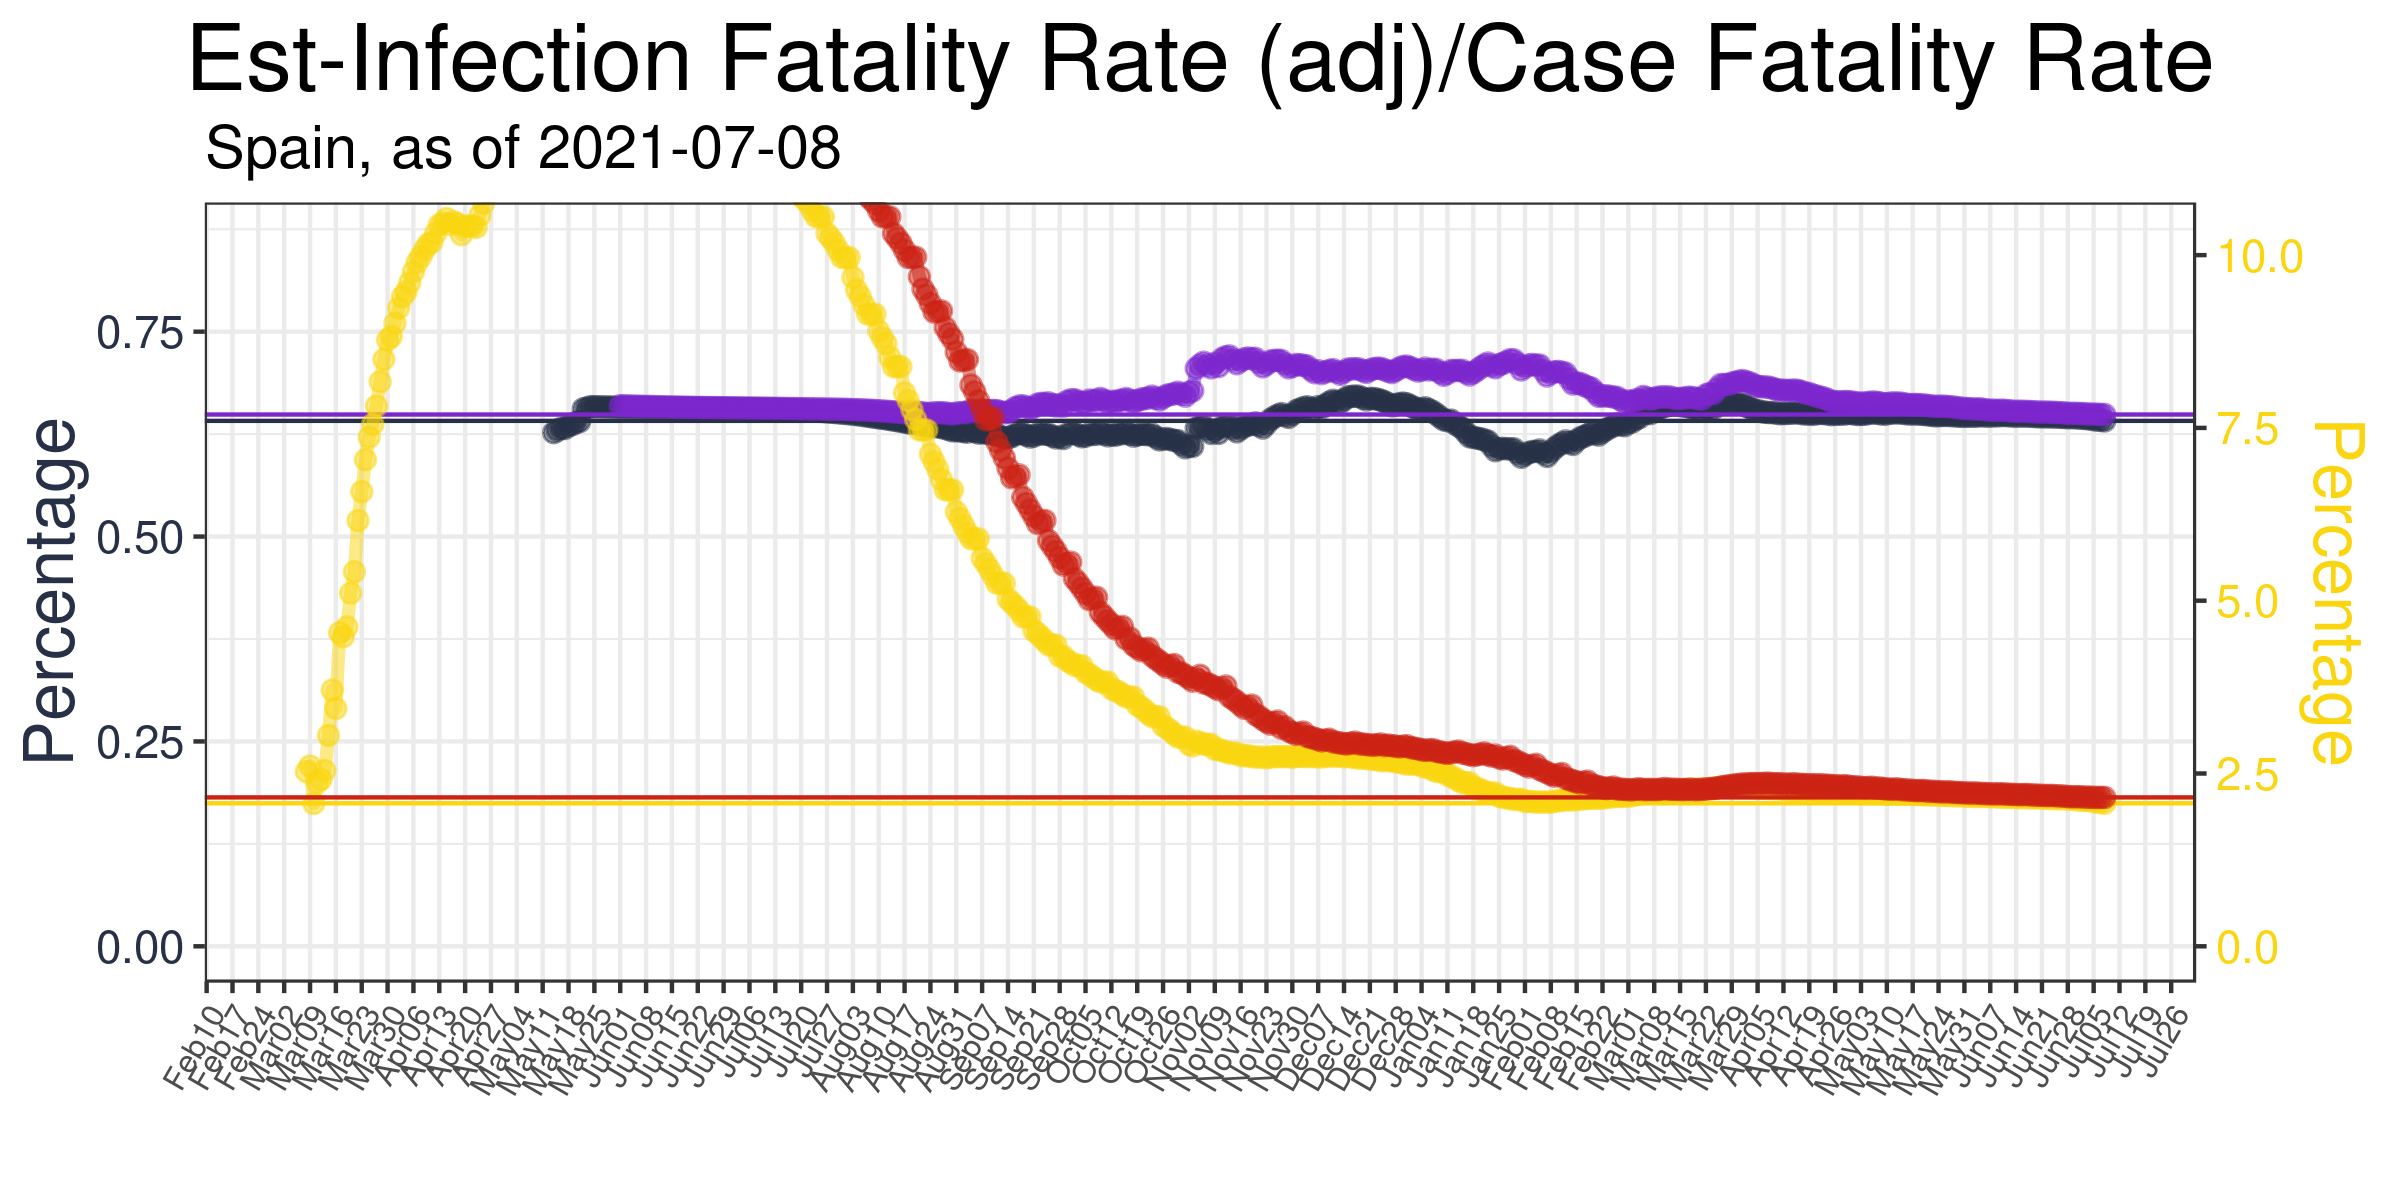 Est-Infection Fatality Rate (adj)/Case Fatality Rate
Spain, as of 2021-07-08
Percentage
0.75
0.50
0.25
0.00
10.0
7.5
5.0
2.5
0.0
Percentage
Feb10
Feb17
Feb24
Mar02
Mar09
Mar16
Mar23
Mar30
Apr06
Apr13
Apr20
Apr27
May04
May11
May18
May25
Jun01
Jun08
Jun15
Jun22
Jun29
Jul06
Jul13
Jul20
Jul27
Aug03
Aug10
Aug17
Aug24
Aug31
Sep07
Sep14
Sep21
Sep28
Oct05
Oct12
Oct19
Oct26
Nov02
Nov09
Nov16
Nov23
Nov30
Dec07
Dec14
Dec21
Dec28
Jan04
Jan11
Jan18
Jan25
Feb01
Feb08
Feb15
Feb22
Mar01
Mar08
Mar15
Mar22
Mar29
Apr05
Apr12
Apr19
Apr26
May03
May10
May17
May24
May31
Jun07
Jun14
Jun21
Jun28
Jul05
Jul12
Jul19
Jul26